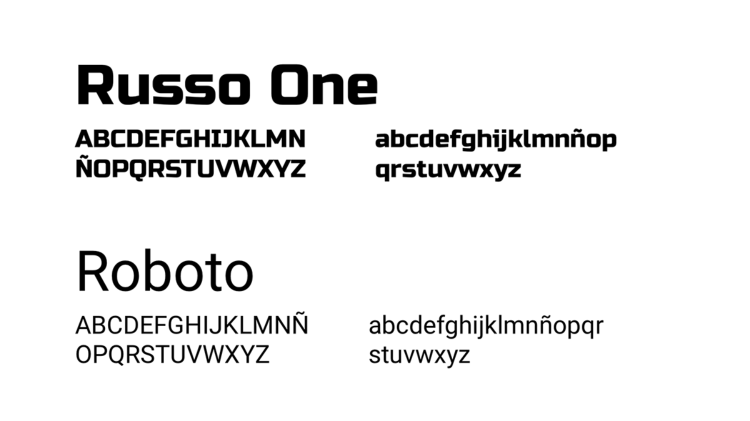 Russo One
ABCDEFGHIJKLMN
ÑOPQRSTUVWXYZ
abcdefghijklmnñop
qrstuvwxyz
Roboto
ABCDEFGHIJKLMNÑ
OPQRSTUVWXYZ
abcdefghijklmnñopqr
stuvwxyz